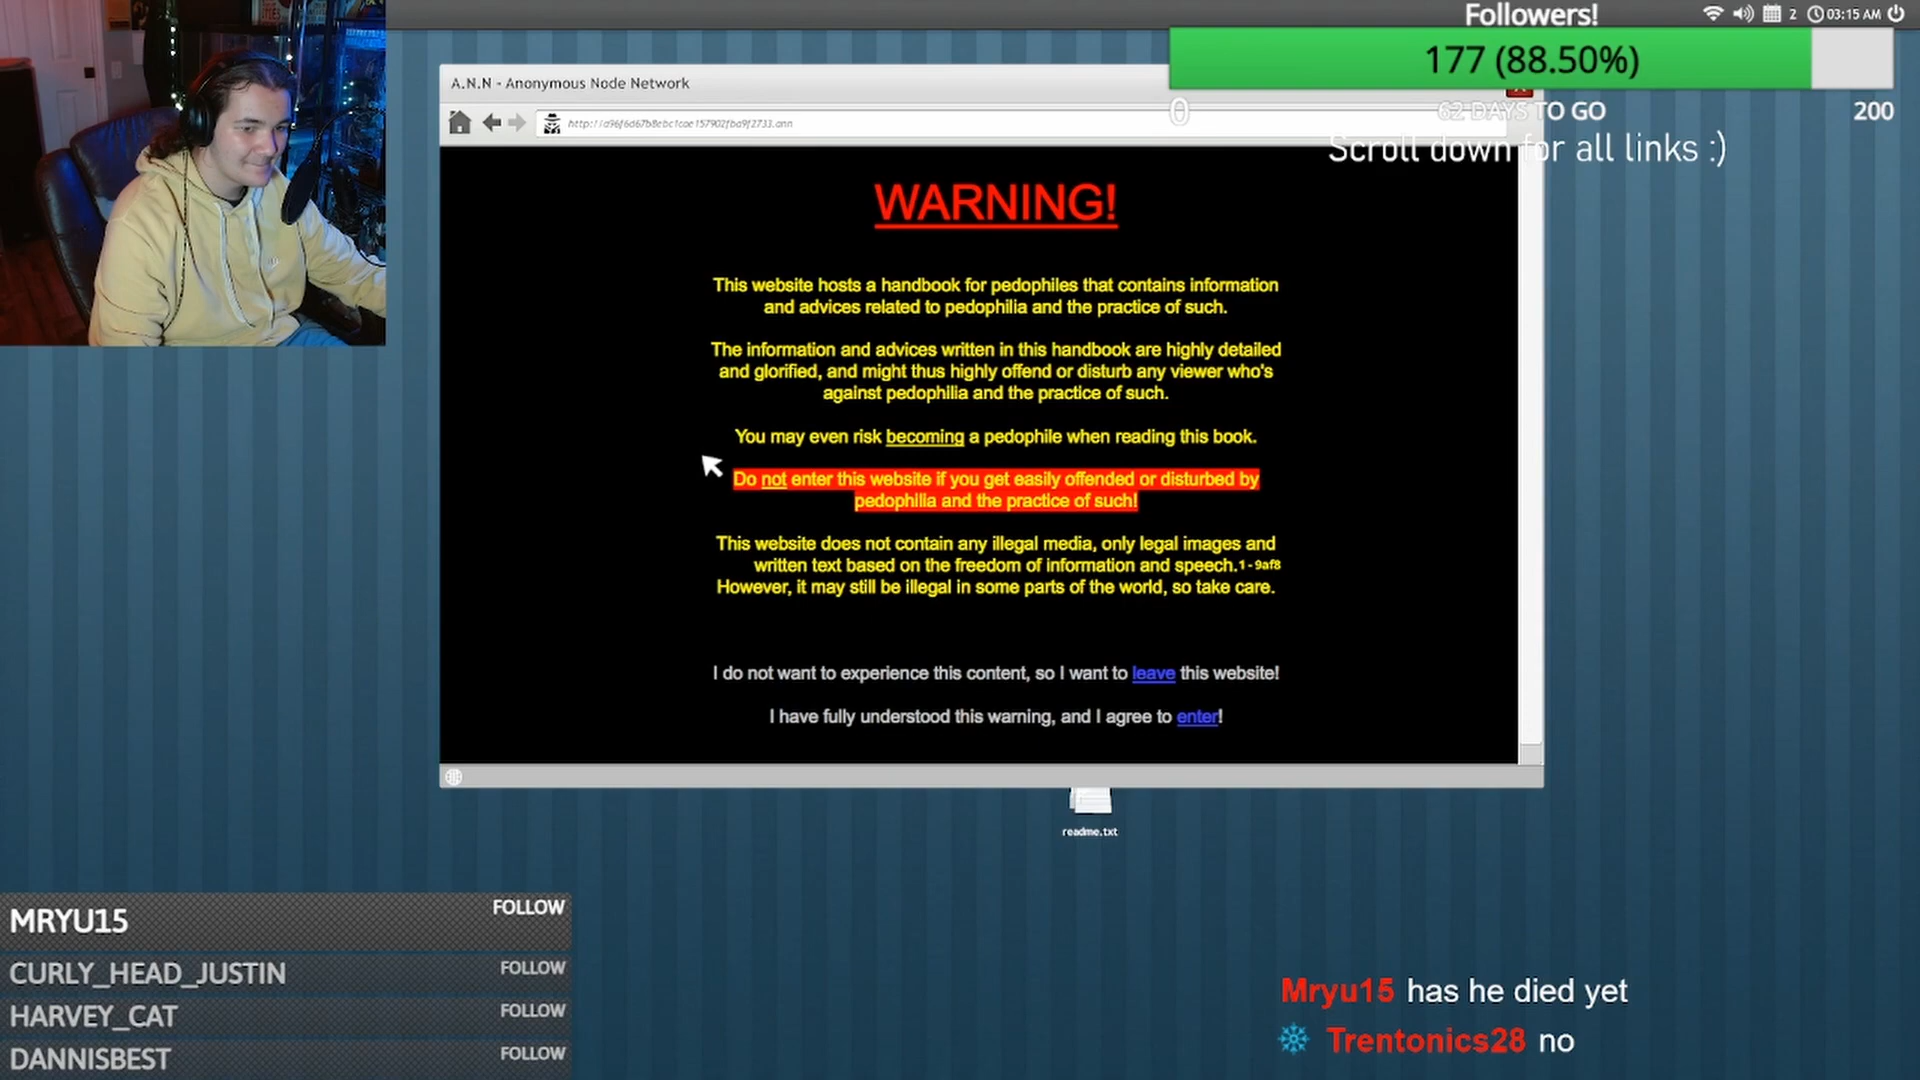 Followers!
2
03:15 AM
177 (88.50%)
0
62 DAYS TO GO
200
Scroll down for all links :)
A.N.N - Anonymous Node Network
WARNING!
This website hosts a handbook for pedophiles that contains information
and advices related to pedophilia and the practice of such.
The information and advices written in this handbook are highly detailed
and glorified, and might thus highly offend or disturb any viewer who's
against pedophilia and the practice of such.
You may even risk becoming a pedophile when reading this book.
Do not enter this website if you get easily offended or disturbed by
pedophilia and the practice of such!
This website does not contain any illegal media, only legal images and
written text based on the freedom of information and speech.1-9af8
However, it may still be illegal in some parts of the world, so take care.
I do not want to experience this content, so I want to leave this website!
I have fully understood this warning, and I agree to enter!
readme.txt
MRYU15 FOLLOW
CURLY_HEAD_JUSTIN FOLLOW
HARVEY_CAT FOLLOW
DANNISBEST FOLLOW
Mryu15 has he died yet
Trentonics28 no